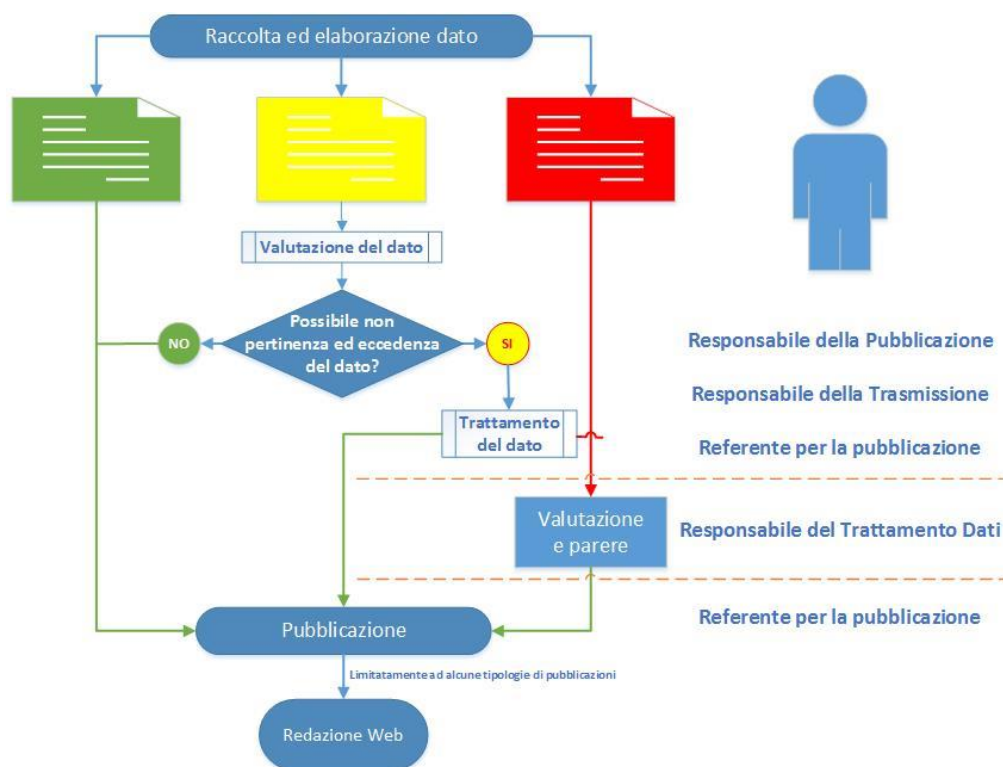 Raccolta ed elaborazione dato
Valutazione del dato
Possibile non
pertinenza ed eccedenza
del dato?
NO
SI
Trattamento
del dato
Responsabile della Pubblicazione
Responsabile della Trasmissione
Referente per la pubblicazione
Valutazione
e parere
Responsabile del Trattamento Dati
Referente per la pubblicazione
Pubblicazione
Limitatamente ad alcune tipologie di pubblicazioni
Redazione Web